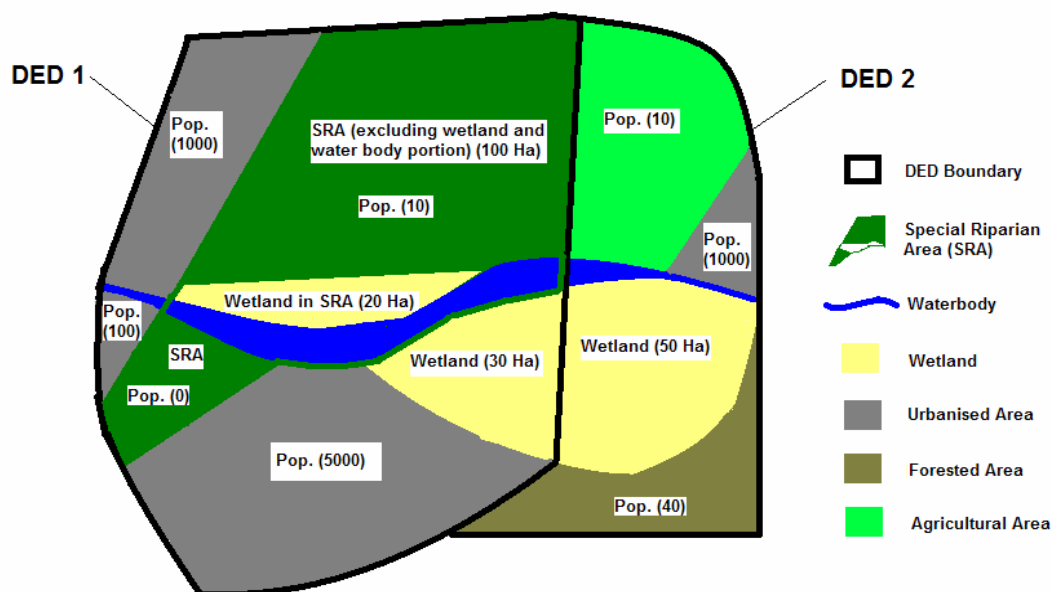 DED 1
DED 2
Pop.
(1000)
SRA (excluding wetland and
water body portion) (100 Ha)
Pop. (10)
Pop. (10)
Pop.
(1000)
Wetland in SRA (20 Ha)
Pop.
(100)
SRA
Pop. (0)
Wetland (30 Ha)
Wetland (50 Ha)
Pop. (5000)
Pop. (40)
DED Boundary
Special Riparian
Area (SRA)
Waterbody
Wetland
Urbanised Area
Forested Area
Agricultural Area